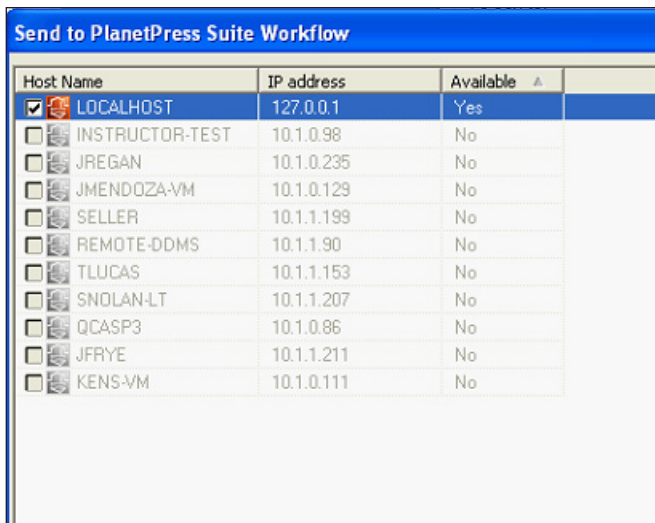 Send to PlanetPress Suite Workflow
Host Name IP address Available
LOCALHOST 127.0.0.1 Yes
INSTRUCTOR-TEST 10.1.0.98 No
JREGAN 10.1.0.235 No
JMENDOZA-VM 10.1.0.129 No
SELLER 10.1.1.199 No
REMOTE-DDMS 10.1.1.90 No
TLUCAS 10.1.1.153 No
SNOLAN-LT 10.1.1.207 No
QCASP3 10.1.0.86 No
JFRYE 10.1.1.211 No
KENS-VM 10.1.0.111 No